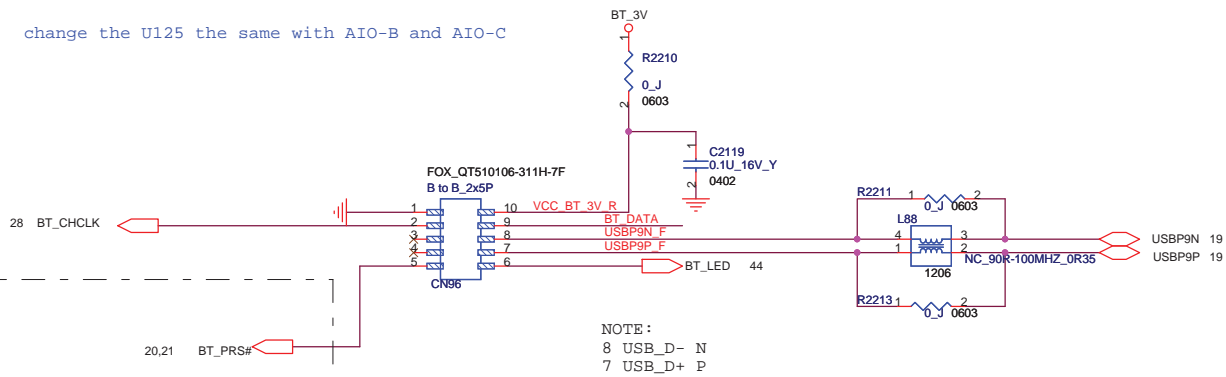 change the U125 the same with AIO-B and AIO-C
BT_3V
1
R2210
0_J
0603
2
1
C2119
0.1U_16V_Y
0402
2
FOX_QT510106-311H-7F
B to B_2x5P
1
2
3
4
5
10
9
8
7
6
CN96
VCC_BT_3V_R
BT_DATA
USBP9N_F
USBP9P_F
BT_LED 44
28 BT_CHCLK
20,21 BT_PRS#
R2211 1 2
0_J 0603
L88
4 3
1 2
NC_90R-100MHZ_0R35
1206
R2213 1 2
0_J 0603
USBP9N 19
USBP9P 19
NOTE:
8 USB_D- N
7 USB_D+ P